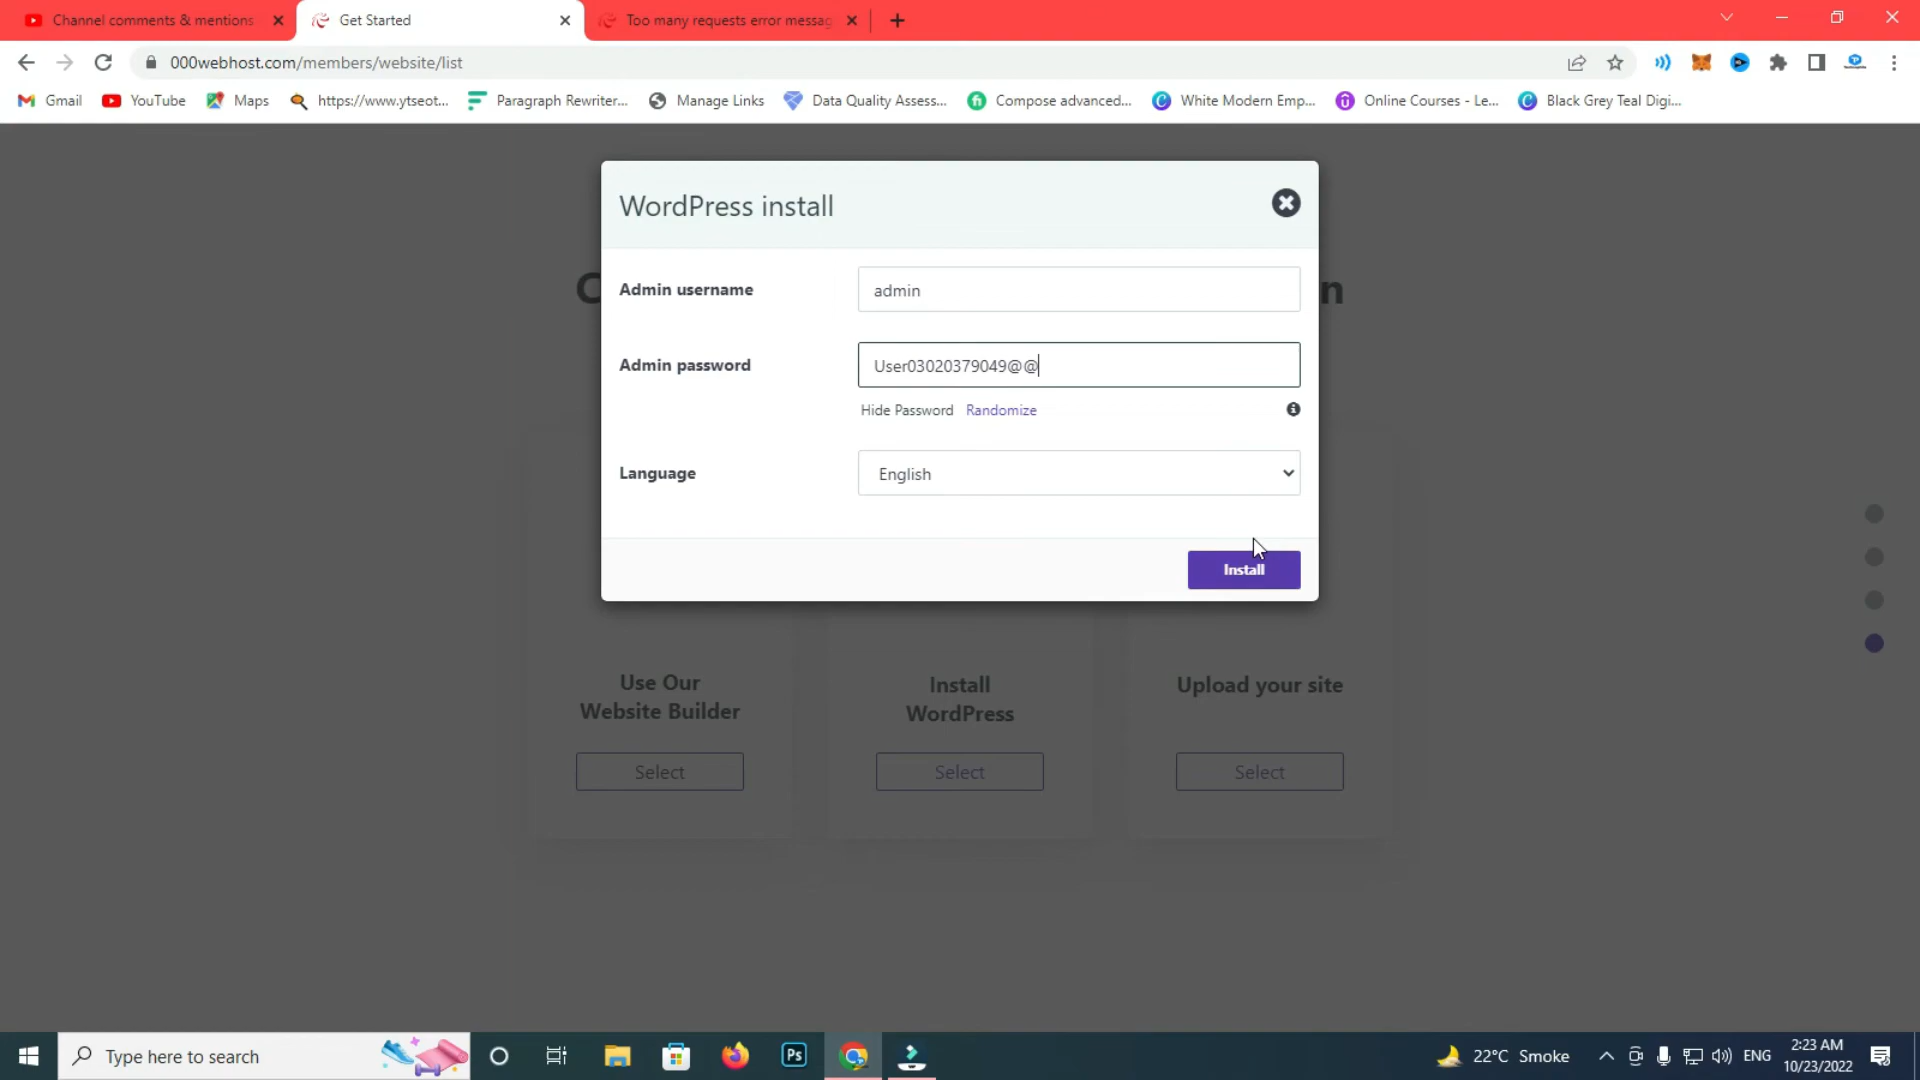 Channel comments & mentions
Get Started
Too many requests error messag
000webhost.com/members/website/list
Gmail
YouTube
Maps
https://www.ytseot...
Paragraph Rewriter...
Manage Links
Data Quality Assess...
Compose advanced...
White Modern Emp...
Online Courses - Le...
Black Grey Teal Digi...
WordPress install
C
n
Admin username
admin
Admin password
User03020379049@@
Hide Password Randomize
Language
English
Install
Use Our
Website Builder
Install
WordPress
Upload your site
Select
Select
Select
Type here to search
Ps
22°C Smoke
ENG
2:23 AM
10/23/2022